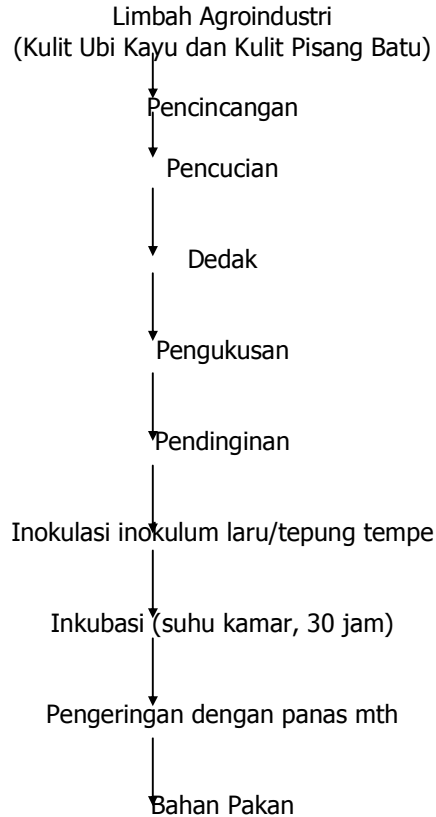 Limbah Agroindustri
(Kulit Ubi Kayu dan Kulit Pisang Batu)
Pencincangan
Pencucian
Dedak
Pengukusan
Pendinginan
Inokulasi inokulum laru/tepung tempe
Inkubasi (suhu kamar, 30 jam)
Pengeringan dengan panas mth
Bahan Pakan